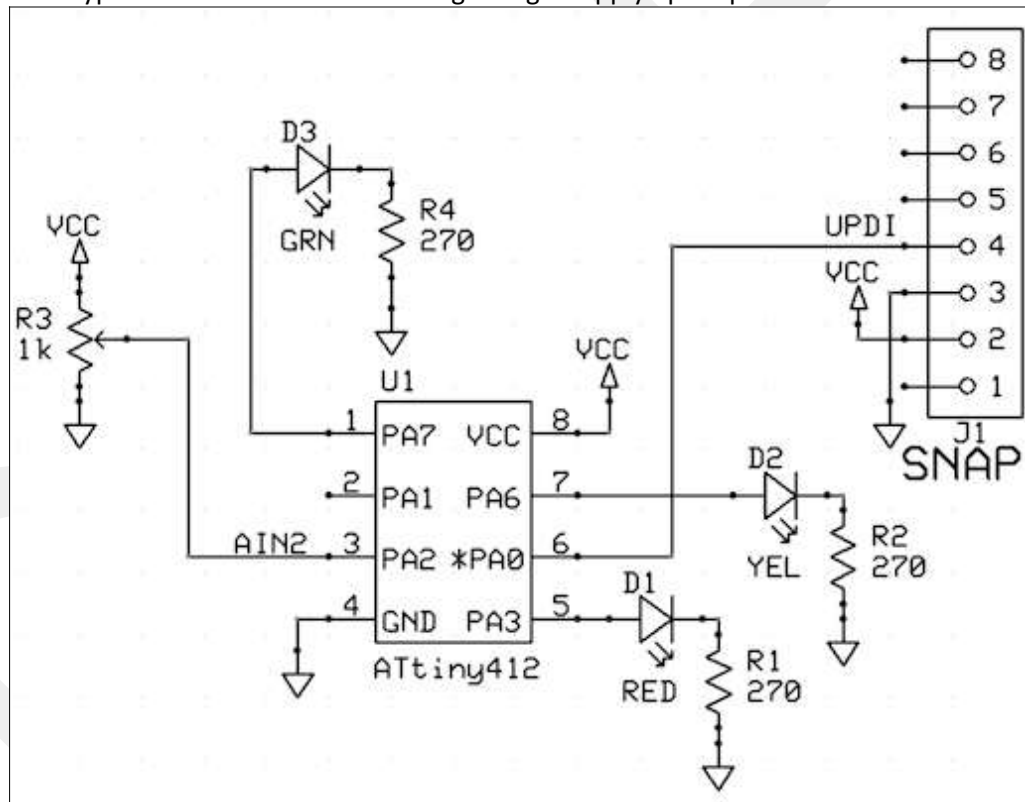 D3
GRN
R4
270
VCC
R3
1k
UPDI
VCC
VCC
8
7
6
5
4
3
2
1
J1
SNAP
U1
1 PA7 VCC 8
2 PA1 PA6 7
AIN2 3 PA2 *PA0 6
4 GND PA3 5
ATtiny412
D2
YEL
R2
270
D1
RED
R1
270